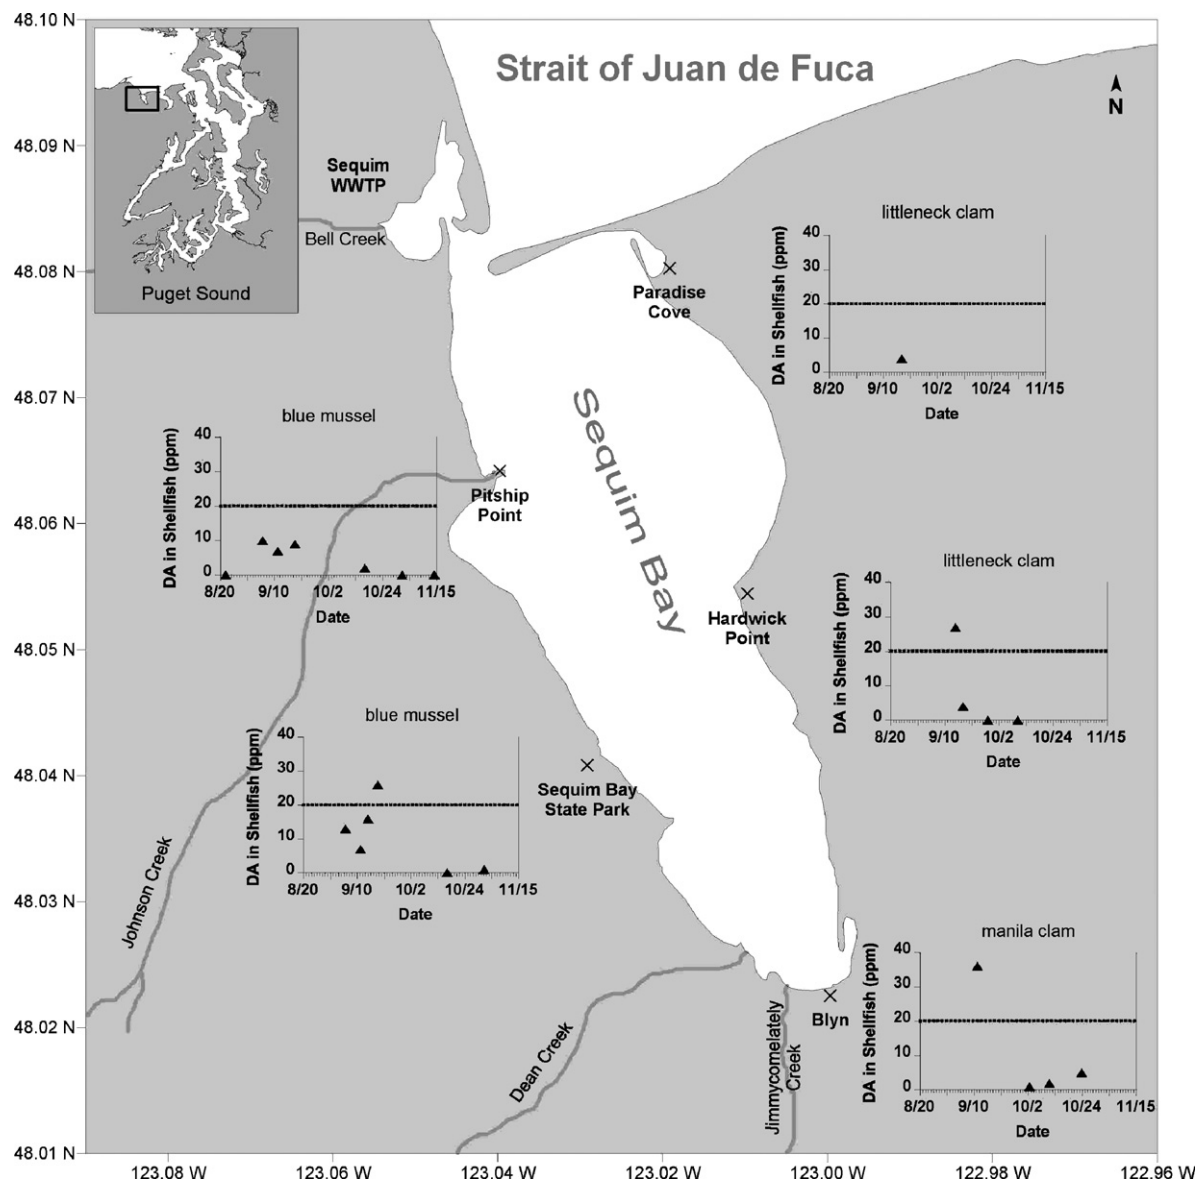 48.10 N
48.09 N
48.08 N
48.07 N
48.06 N
48.05 N
48.04 N
48.03 N
48.02 N
48.01 N
123.08 W
123.06 W
123.04 W
123.02 W
123.00 W
122.98 W
122.96 W
Strait of Juan de Fuca
N
Puget Sound
Sequim
WWTP
Bell Creek
Paradise
Cove
Sequim Bay
Pitship
Point
Hardwick
Point
Sequim Bay
State Park
Blyn
Johnson Creek
Dean Creek
Jimmycomelately
Creek
littleneck clam
DA in Shellfish (ppm)
40
30
20
10
0
8/20
9/10
10/2
10/24
11/15
Date
blue mussel
DA in Shellfish (ppm)
40
30
20
10
0
8/20
9/10
10/2
10/24
11/15
Date
littleneck clam
DA in Shellfish (ppm)
40
30
20
10
0
8/20
9/10
10/2
10/24
11/15
Date
blue mussel
DA in Shellfish (ppm)
40
30
20
10
0
8/20
9/10
10/2
10/24
11/15
Date
manila clam
DA in Shellfish (ppm)
40
30
20
10
0
8/20
9/10
10/2
10/24
11/15
Date